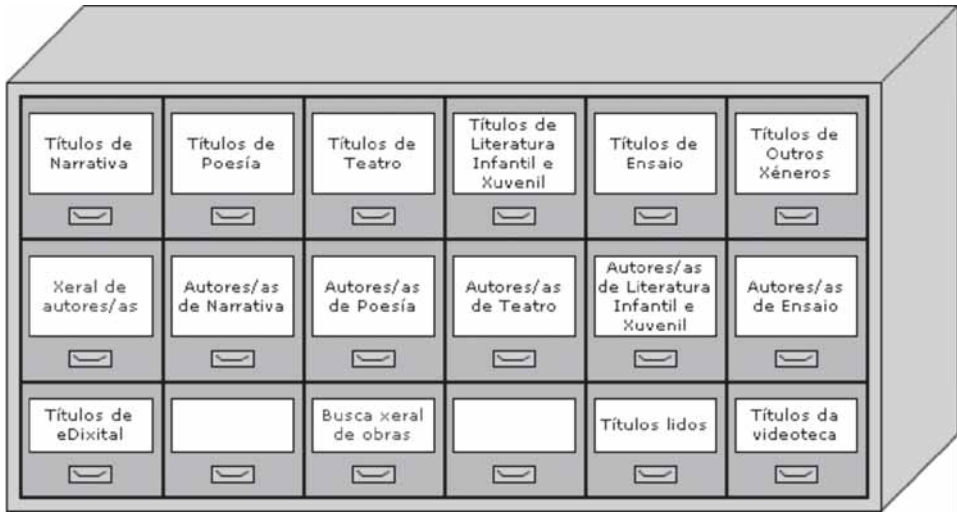 Títulos de
Narrativa
Títulos de
Poesía
Títulos de
Teatro
Títulos de
Literatura
Infantil e
Xuvenil
Títulos de
Ensaio
Títulos de
Outros
Xéneros
Xeral de
autores/as
Autores/as
de Narrativa
Autores/as
de Poesía
Autores/as
de Teatro
Autores/as
de Literatura
Infantil e
Xuvenil
Autores/as
de Ensaio
Títulos de
eDixital
Busca xeral
de obras
Títulos lidos
Títulos da
videoteca